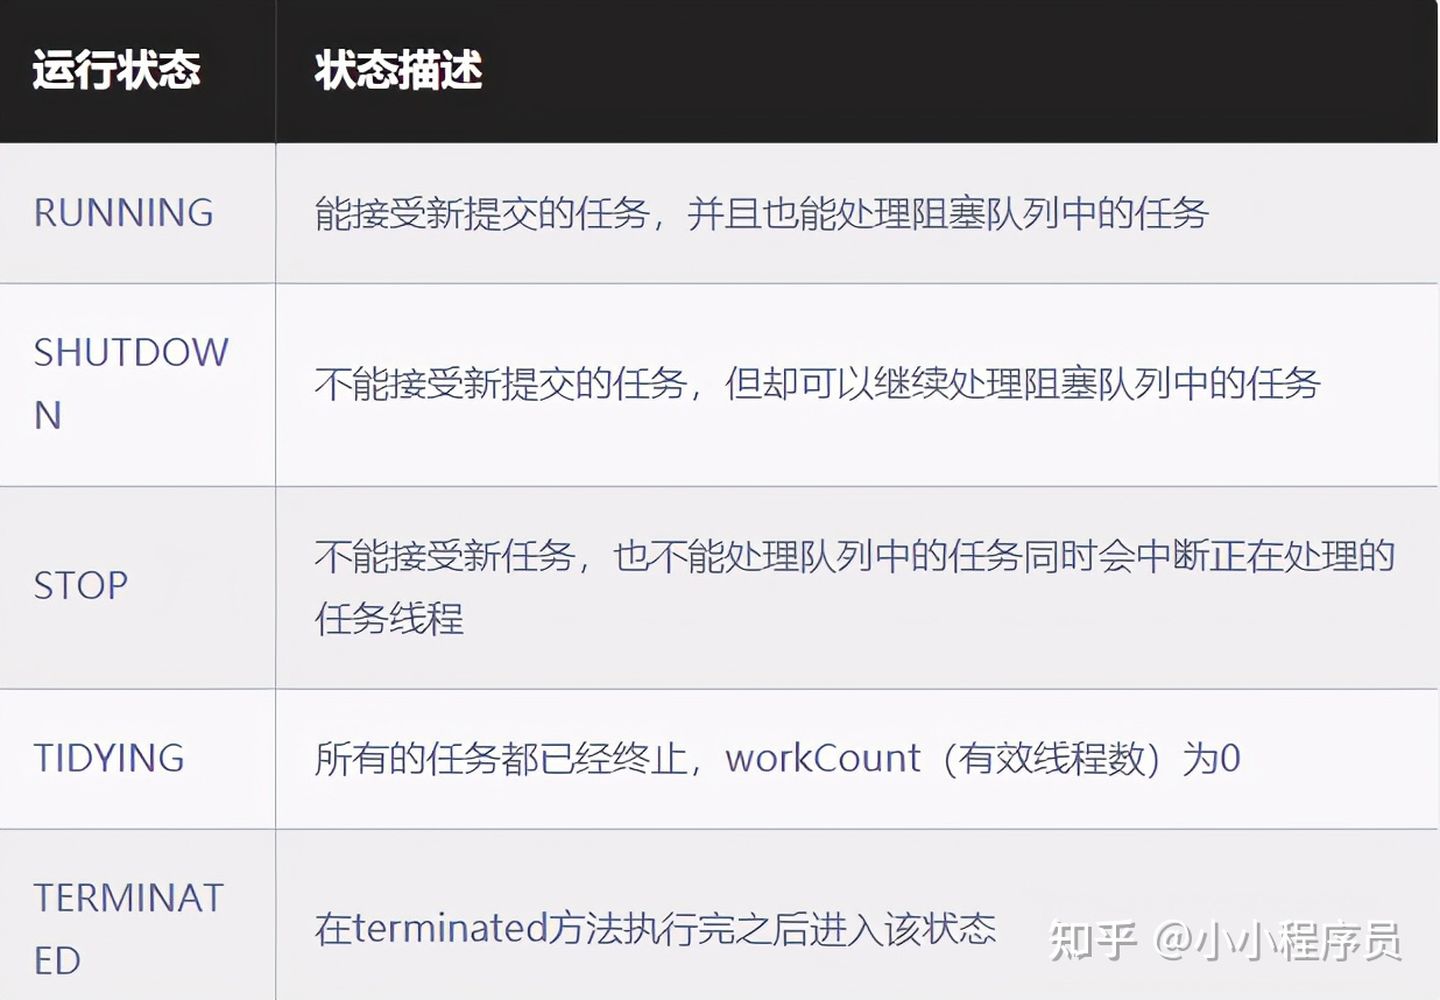 运行状态 状态描述
RUNNING 能接受新提交的任务，并且也能处理阻塞队列中的任务
SHUTDOW
N
不能接受新提交的任务，但却可以继续处理阻塞队列中的任务
STOP
不能接受新任务，也不能处理队列中的任务同时会中断正在处理的
任务线程
TIDYING 所有的任务都已经终止，workCount（有效线程数）为0
TERMINAT
ED
在terminated方法执行完之后进入该状态
知乎 @小小程序员